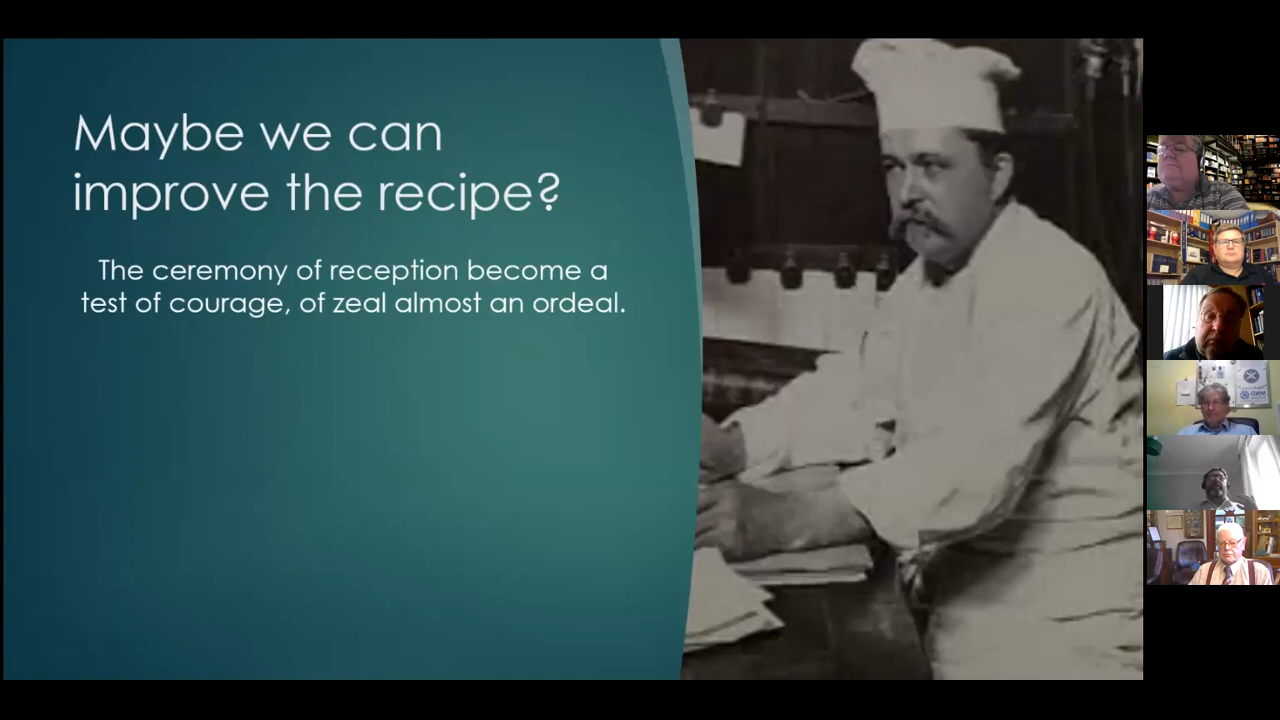 Maybe we can
improve the recipe?
The ceremony of reception become a
test of courage, of zeal almost an ordeal.